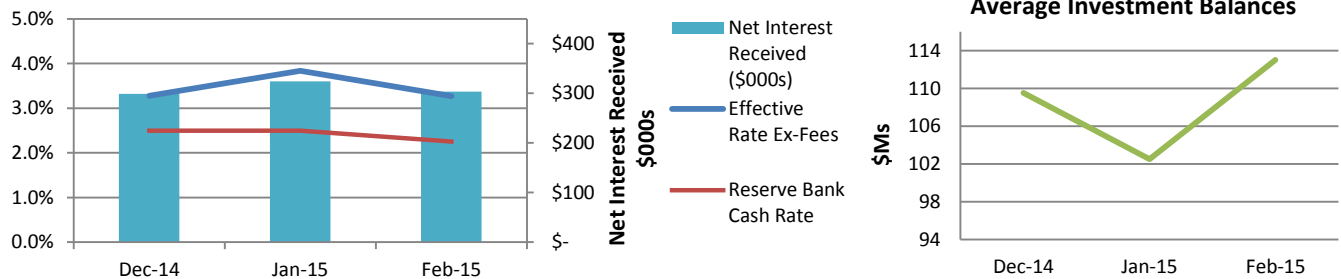 5.0%
4.0%
3.0%
2.0%
1.0%
0.0%
Dec-14
Jan-15
Feb-15
$400
$300
$200
$100
$-
Net Interest Received
$000s
Net Interest
Received
($000s)
Effective
Rate Ex-Fees
Reserve Bank
Cash Rate
Average Investment Balances
$Ms
114
110
106
102
98
94
Dec-14
Jan-15
Feb-15